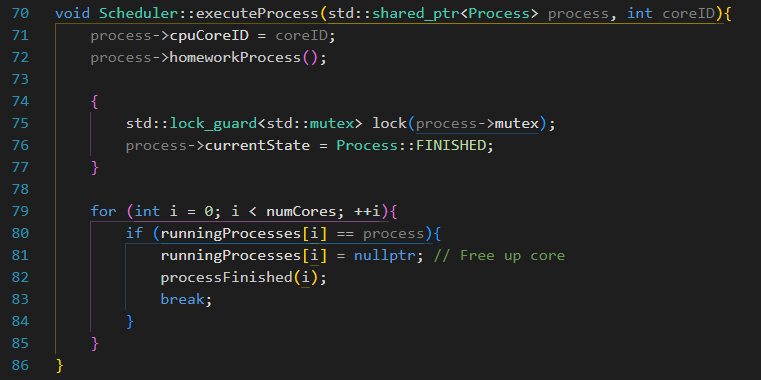 70 void Scheduler::executeProcess(std::shared_ptr<Process> process, int coreID){
71     process->cpuCoreID = coreID;
72     process->homeworkProcess();
73
74     {
75         std::lock_guard<std::mutex> lock(process->mutex);
76         process->currentState = Process::FINISHED;
77     }
78
79     for (int i = 0; i < numCores; ++i){
80         if (runningProcesses[i] == process){
81             runningProcesses[i] = nullptr; // Free up core
82             processFinished(i);
83             break;
84         }
85     }
86 }